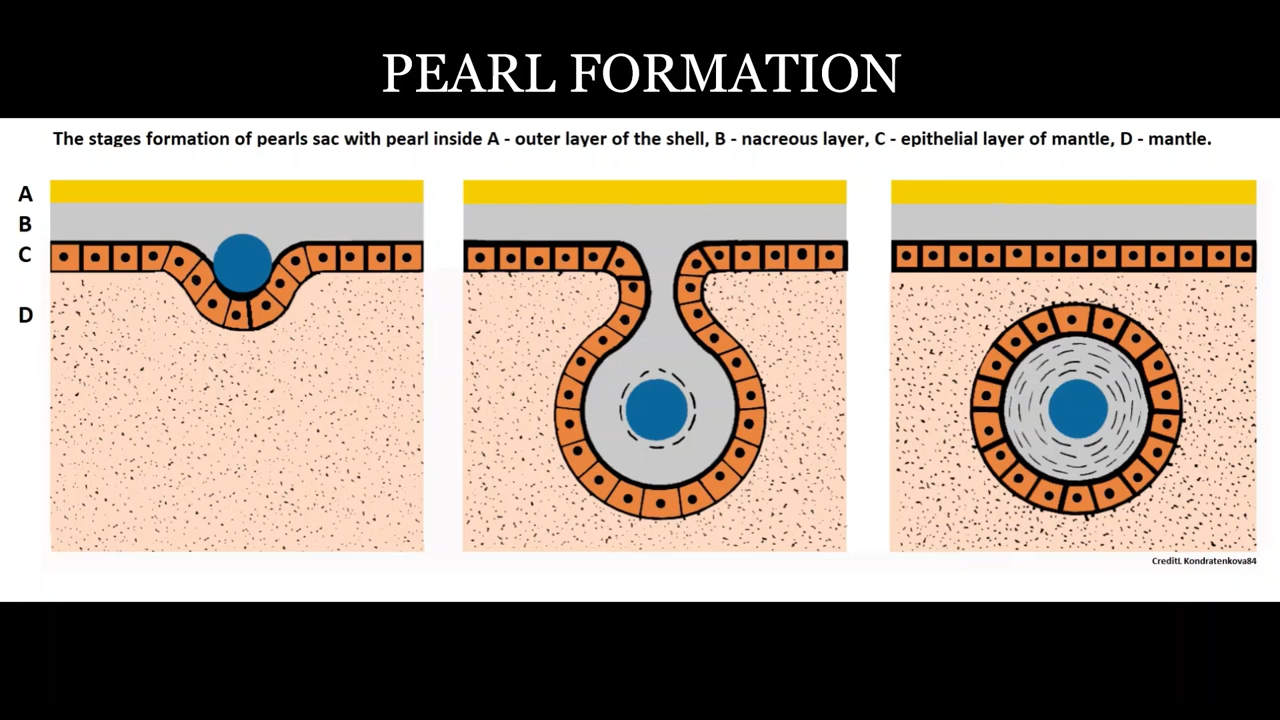 PEARL FORMATION
The stages formation of pearls sac with pearl inside A - outer layer of the shell, B - nacreous layer, C - epithelial layer of mantle, D - mantle.
A
B
C
D
CreditL Kondratenkova84